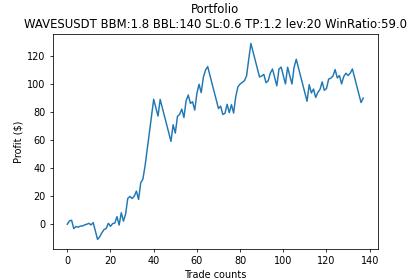 Portfolio
WAVESUSDT BBM:1.8 BBL:140 SL:0.6 TP:1.2 lev:20 WinRatio:59.0
Profit ($)
120
100
80
60
40
20
0
0 20 40 60 80 100 120 140
Trade counts